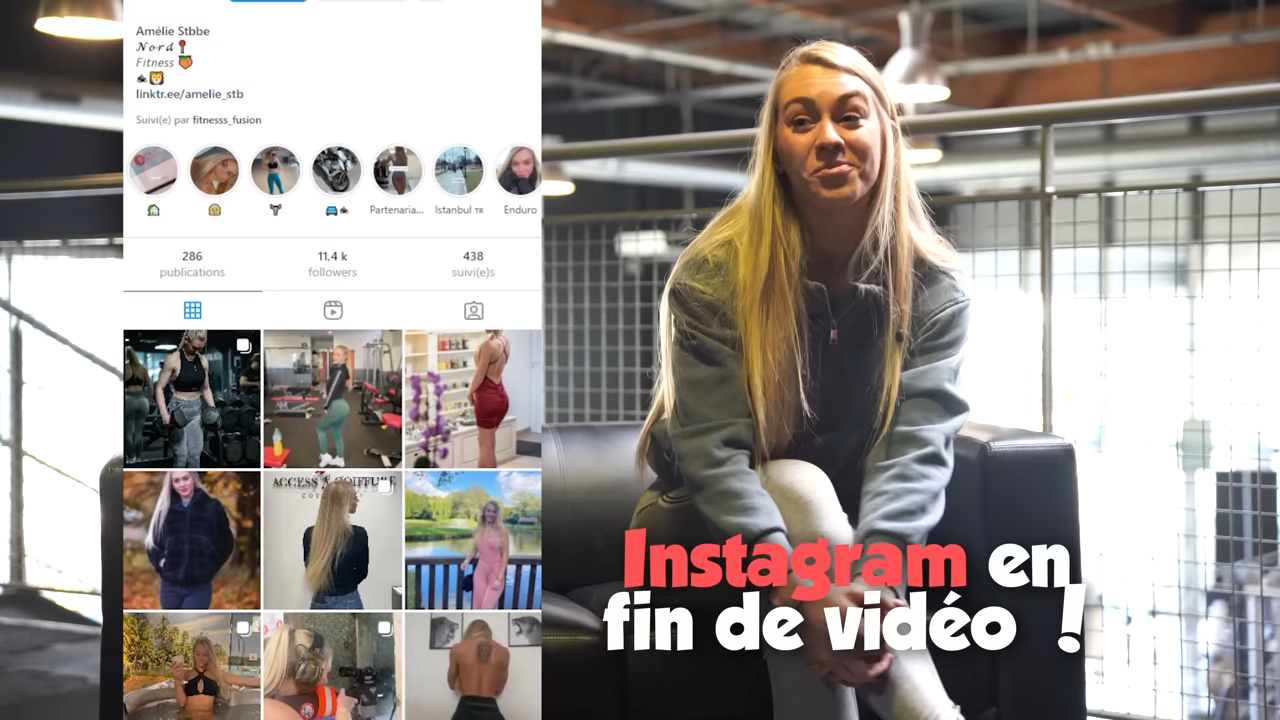 Amélie Stbbe
𝓝𝓸𝓻𝓭
Fitness 🍑
linktr.ee/amelie_stb
Suivi(e) par fitnesss_fusion
Partenaria...
Istanbul TR
Enduro
286
11,4 k
438
publications
followers
suivi(e)s
ACCESS COIFFURE
Instagram en
fin de vidéo !